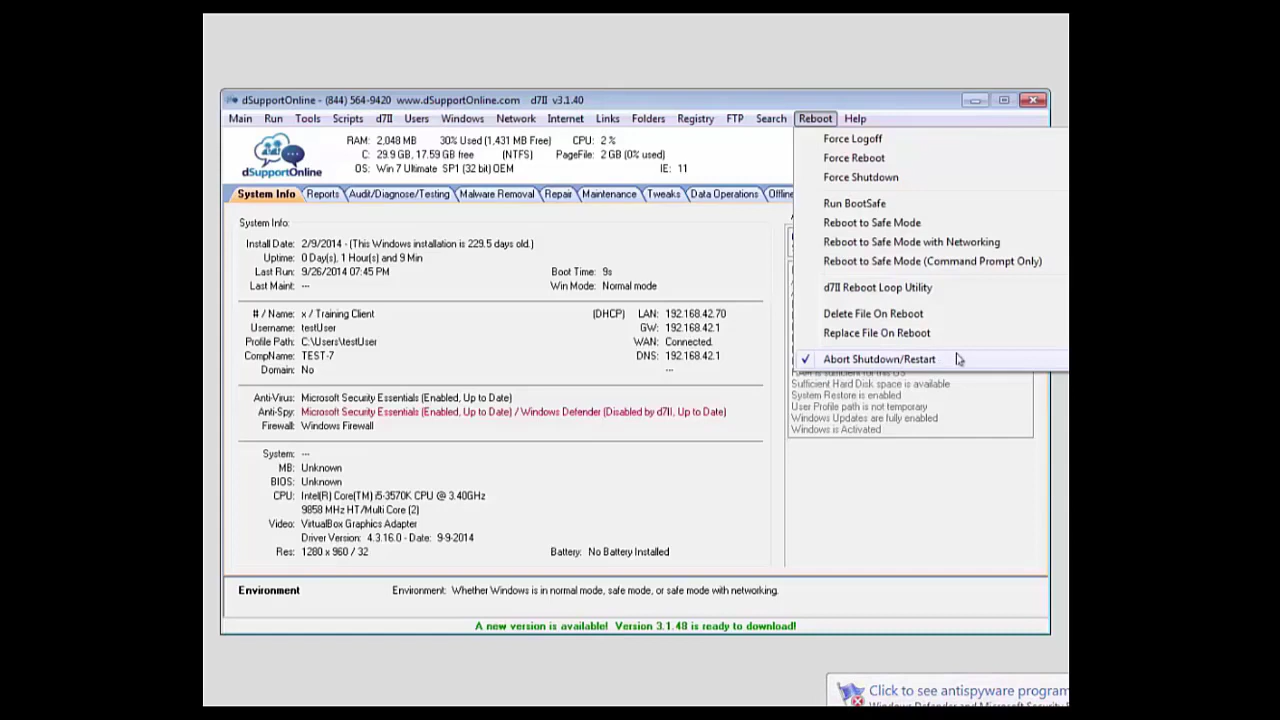 dSupportOnline - (844) 564-9420 www.dSupportOnline.com d7II v3.1.40
Main Run Tools Scripts d7II Users Windows Network Internet Links Folders Registry FTP Search Reboot Help
dSupportOnline
RAM: 2,048 MB 30% Used (1,431 MB Free) CPU: 2 %
C: 29.9 GB, 17.59 GB free (NTFS) PageFile: 2 GB (0% used)
OS: Win 7 Ultimate SP1 (32 bit) OEM IE: 11
System Info Reports Audit/Diagnose/Testing Malware Removal Repair Maintenance Tweaks Data Operations Offline
Force Logoff
Force Reboot
Force Shutdown
Run BootSafe
Reboot to Safe Mode
Reboot to Safe Mode with Networking
Reboot to Safe Mode (Command Prompt Only)
d7II Reboot Loop Utility
Delete File On Reboot
Replace File On Reboot
Abort Shutdown/Restart
System Info:
Install Date: 2/9/2014 - (This Windows installation is 229.5 days old.)
Uptime: 0 Day(s), 1 Hour(s) and 9 Min
Last Run: 9/26/2014 07:45 PM Boot Time: 9s
Last Maint: --- Win Mode: Normal mode
# / Name: x / Training Client (DHCP) LAN: 192.168.42.70
Username: testUser GW: 192.168.42.1
Profile Path: C:\Users\testUser WAN: Connected.
CompName: TEST-7 DNS: 192.168.42.1
Domain: No ---
Anti-Virus: Microsoft Security Essentials (Enabled, Up to Date)
Anti-Spy: Microsoft Security Essentials (Enabled, Up to Date) / Windows Defender (Disabled by d7II, Up to Date)
Firewall: Windows Firewall
System: ---
MB: Unknown
BIOS: Unknown
CPU: Intel(R) Core(TM) i5-3570K CPU @ 3.40GHz
9858 MHz HT/Multi Core (2)
Video: VirtualBox Graphics Adapter
Driver Version: 4.3.16.0 - Date: 9-9-2014
Res: 1280 x 960 / 32 Battery: No Battery Installed
Sufficient Hard Disk space is available
System Restore is enabled
User Profile path is not temporary
Windows Updates are fully enabled
Windows is Activated
Environment Environment: Whether Windows is in normal mode, safe mode, or safe mode with networking.
A new version is available! Version 3.1.48 is ready to download!
Click to see antispyware program